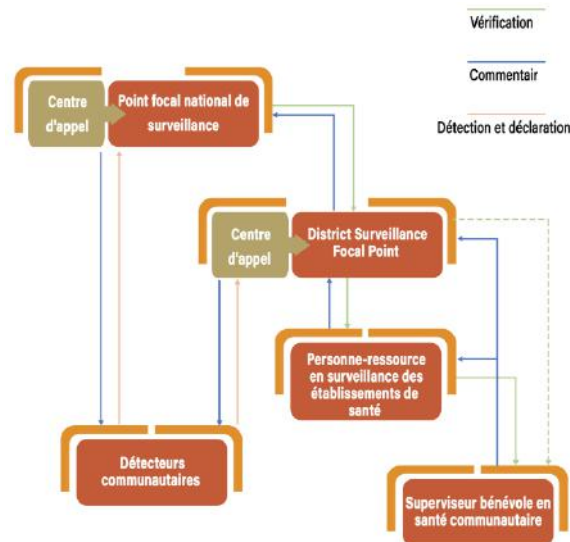 Vérification
Commentair
Détection et déclaration
Centre
d'appel
Point focal national de
surveillance
Centre
d'appel
District Surveillance
Focal Point
Personne-ressource
en surveillance des
établissements de
santé
Détecteurs
communautaires
Superviseur bénévole en
santé communautaire